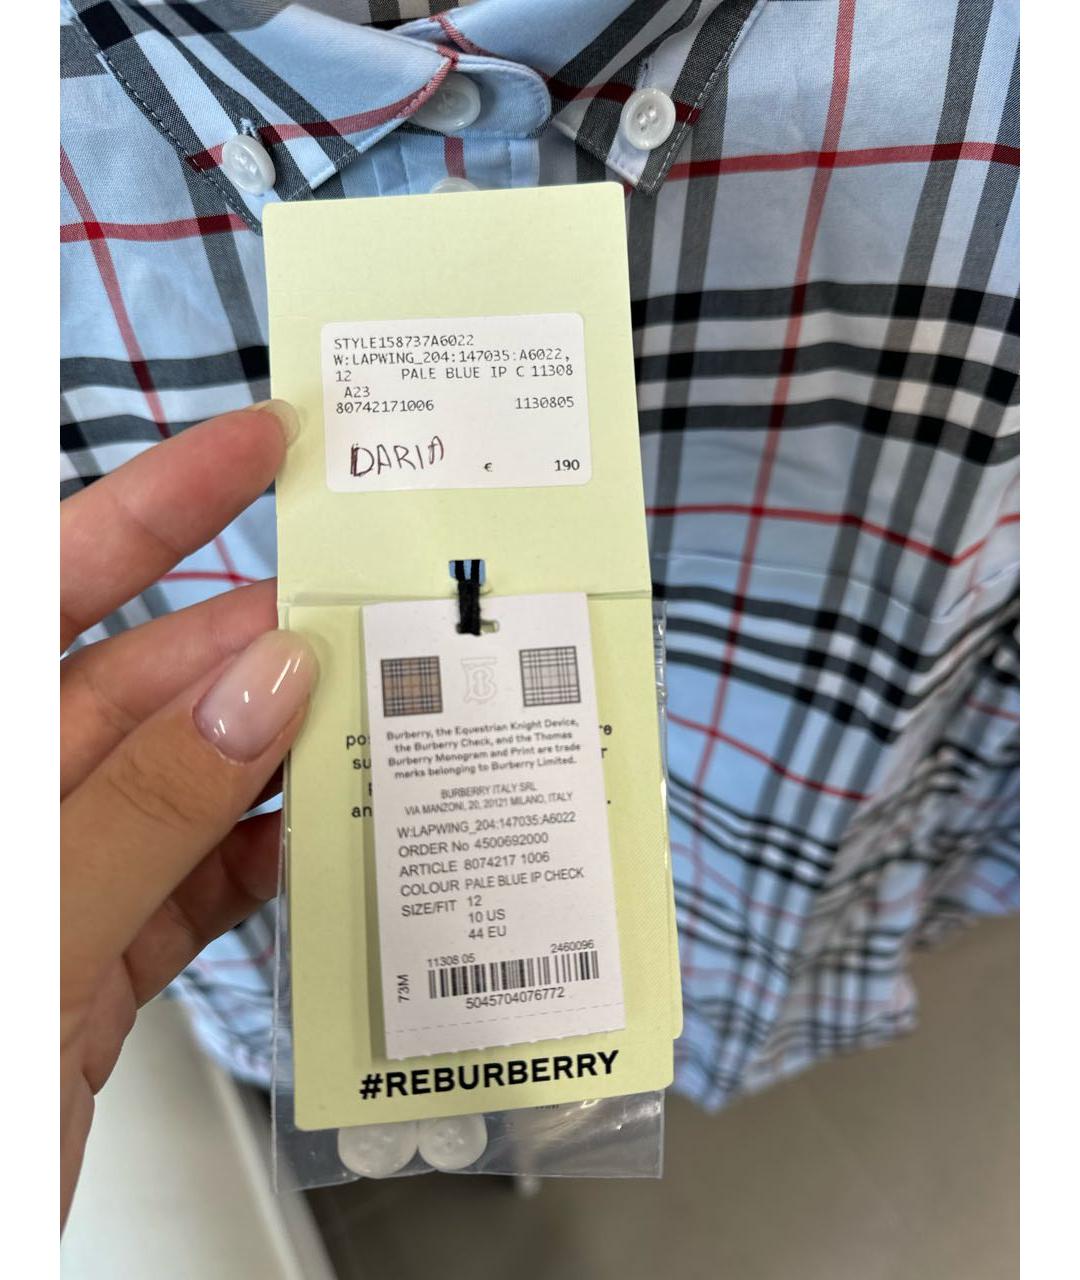 STYLE158737A6022
W:LAPWING_204:147035:A6022,
12 PALE BLUE IP C 11308
A23
80742171006 1130805
DARIA
€ 190
Burberry, the Equestrian Knight Device,
the Burberry Check, and the Thomas
Burberry Monogram and Print are trade
marks belonging to Burberry Limited.
BURBERRY ITALY SRL
VIA MANZONI, 20, 20121 MILANO, ITALY
W:LAPWING_204:147035:A6022
ORDER No 4500692000
ARTICLE 8074217 1006
COLOUR PALE BLUE IP CHECK
SIZE/FIT 12
10 US
44 EU
11308 05 2460096
73M
5045704076772
#REBURBERRY